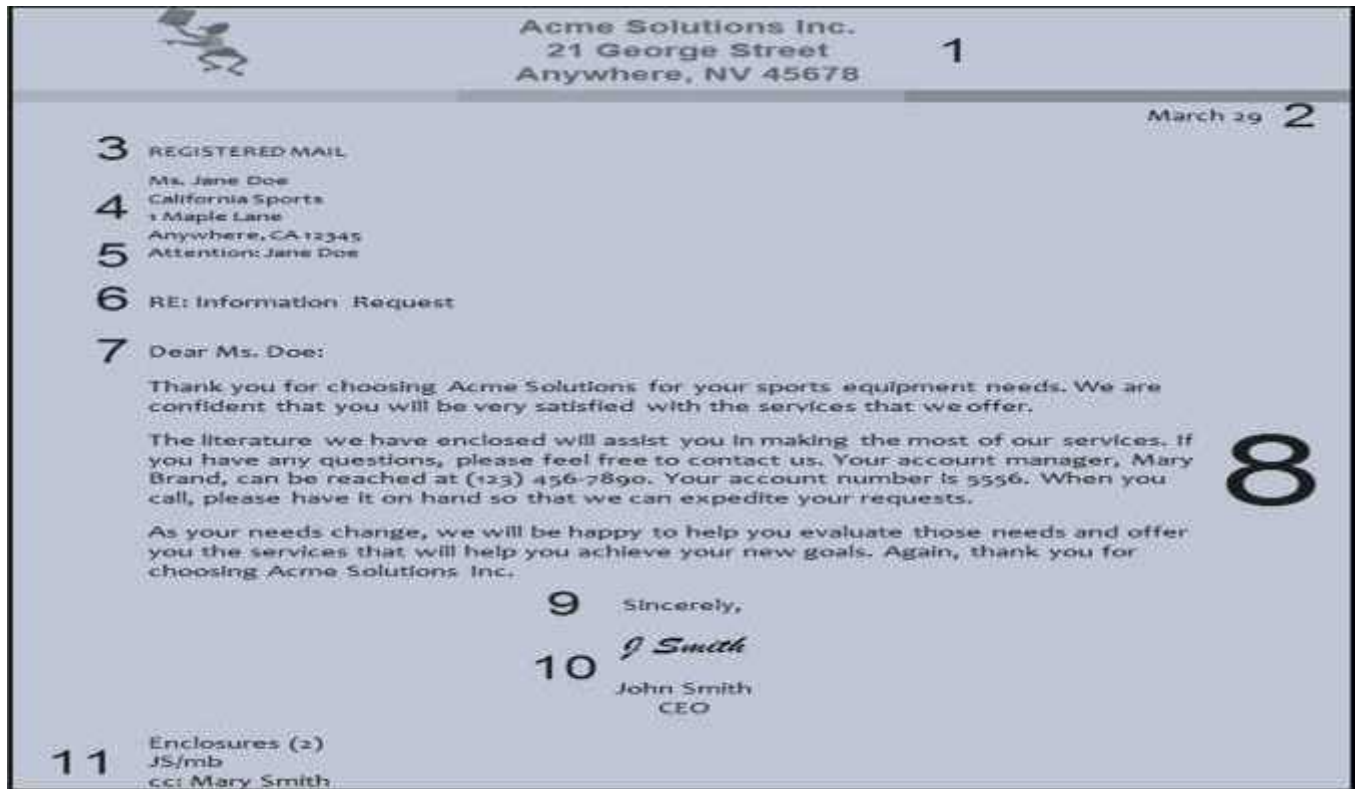 Acme Solutions Inc.
21 George Street
Anywhere, NV 45678
1
March 29 2
3 REGISTERED MAIL
Ms. Jane Doe
4 California Sports
1 Maple Lane
Anywhere, CA 12345
5 Attention: Jane Doe
6 RE: Information Request
7 Dear Ms. Doe:
Thank you for choosing Acme Solutions for your sports equipment needs. We are
confident that you will be very satisfied with the services that we offer.
The literature we have enclosed will assist you in making the most of our services. If
you have any questions, please feel free to contact us. Your account manager, Mary
Brand, can be reached at (123) 456-7890. Your account number is 5556. When you
call, please have it on hand so that we can expedite your requests.
8
As your needs change, we will be happy to help you evaluate those needs and offer
you the services that will help you achieve your new goals. Again, thank you for
choosing Acme Solutions Inc.
9 Sincerely,
J Smith
10
John Smith
CEO
Enclosures (2)
11 JS/mb
cc: Mary Smith